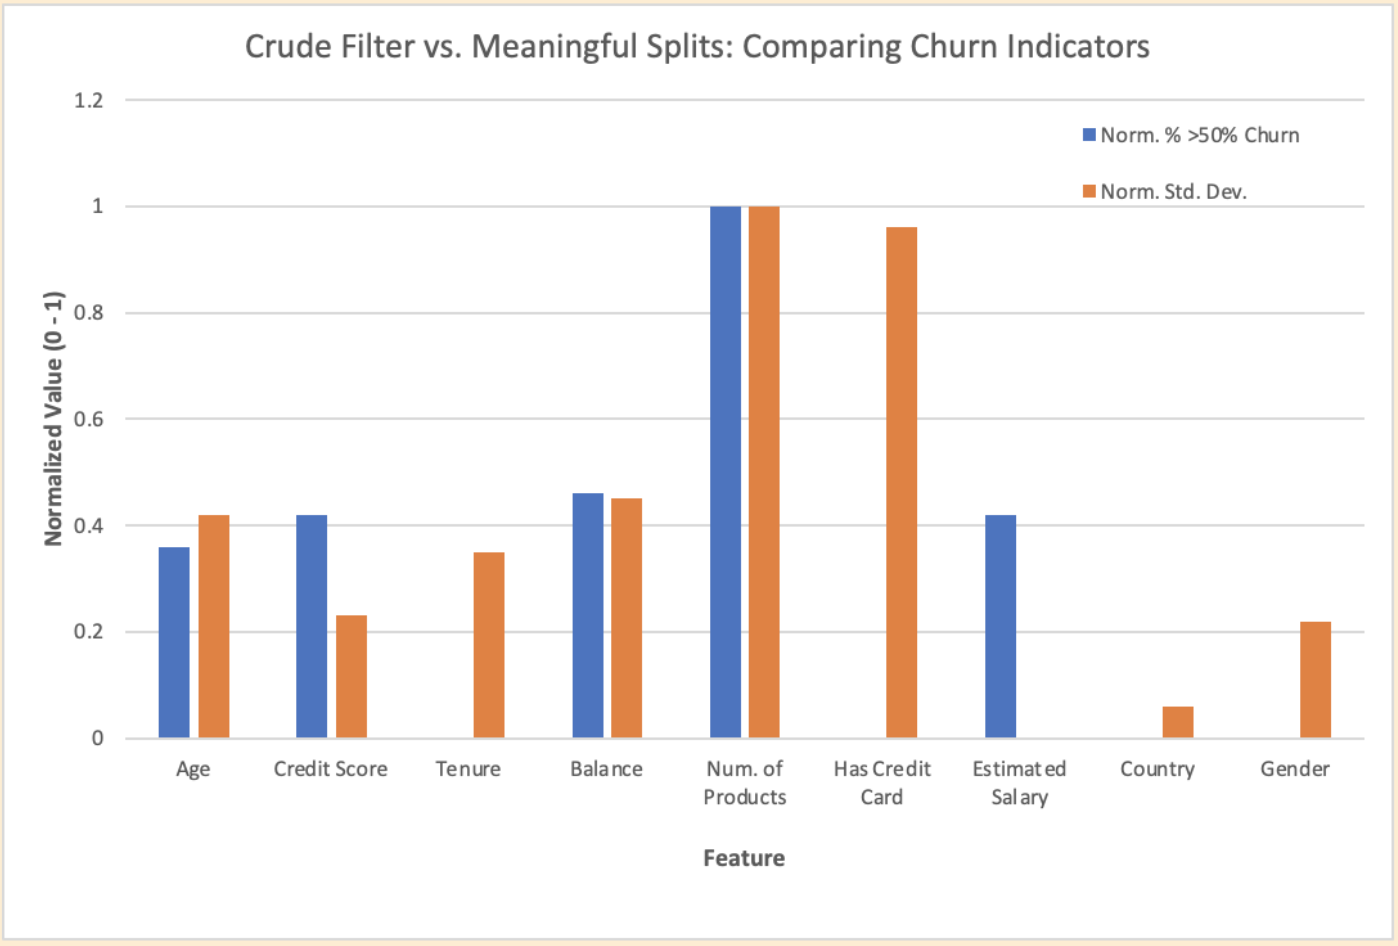 Crude Filter vs. Meaningful Splits: Comparing Churn Indicators
1.2
Norm. % >50% Churn
Norm. Std. Dev.
1
0.8
0.6
0.4
0.2
0
Normalized Value (0 - 1)
Age
Credit Score
Tenure
Balance
Num. of
Products
Has Credit
Card
Estimated
Salary
Country
Gender
Feature